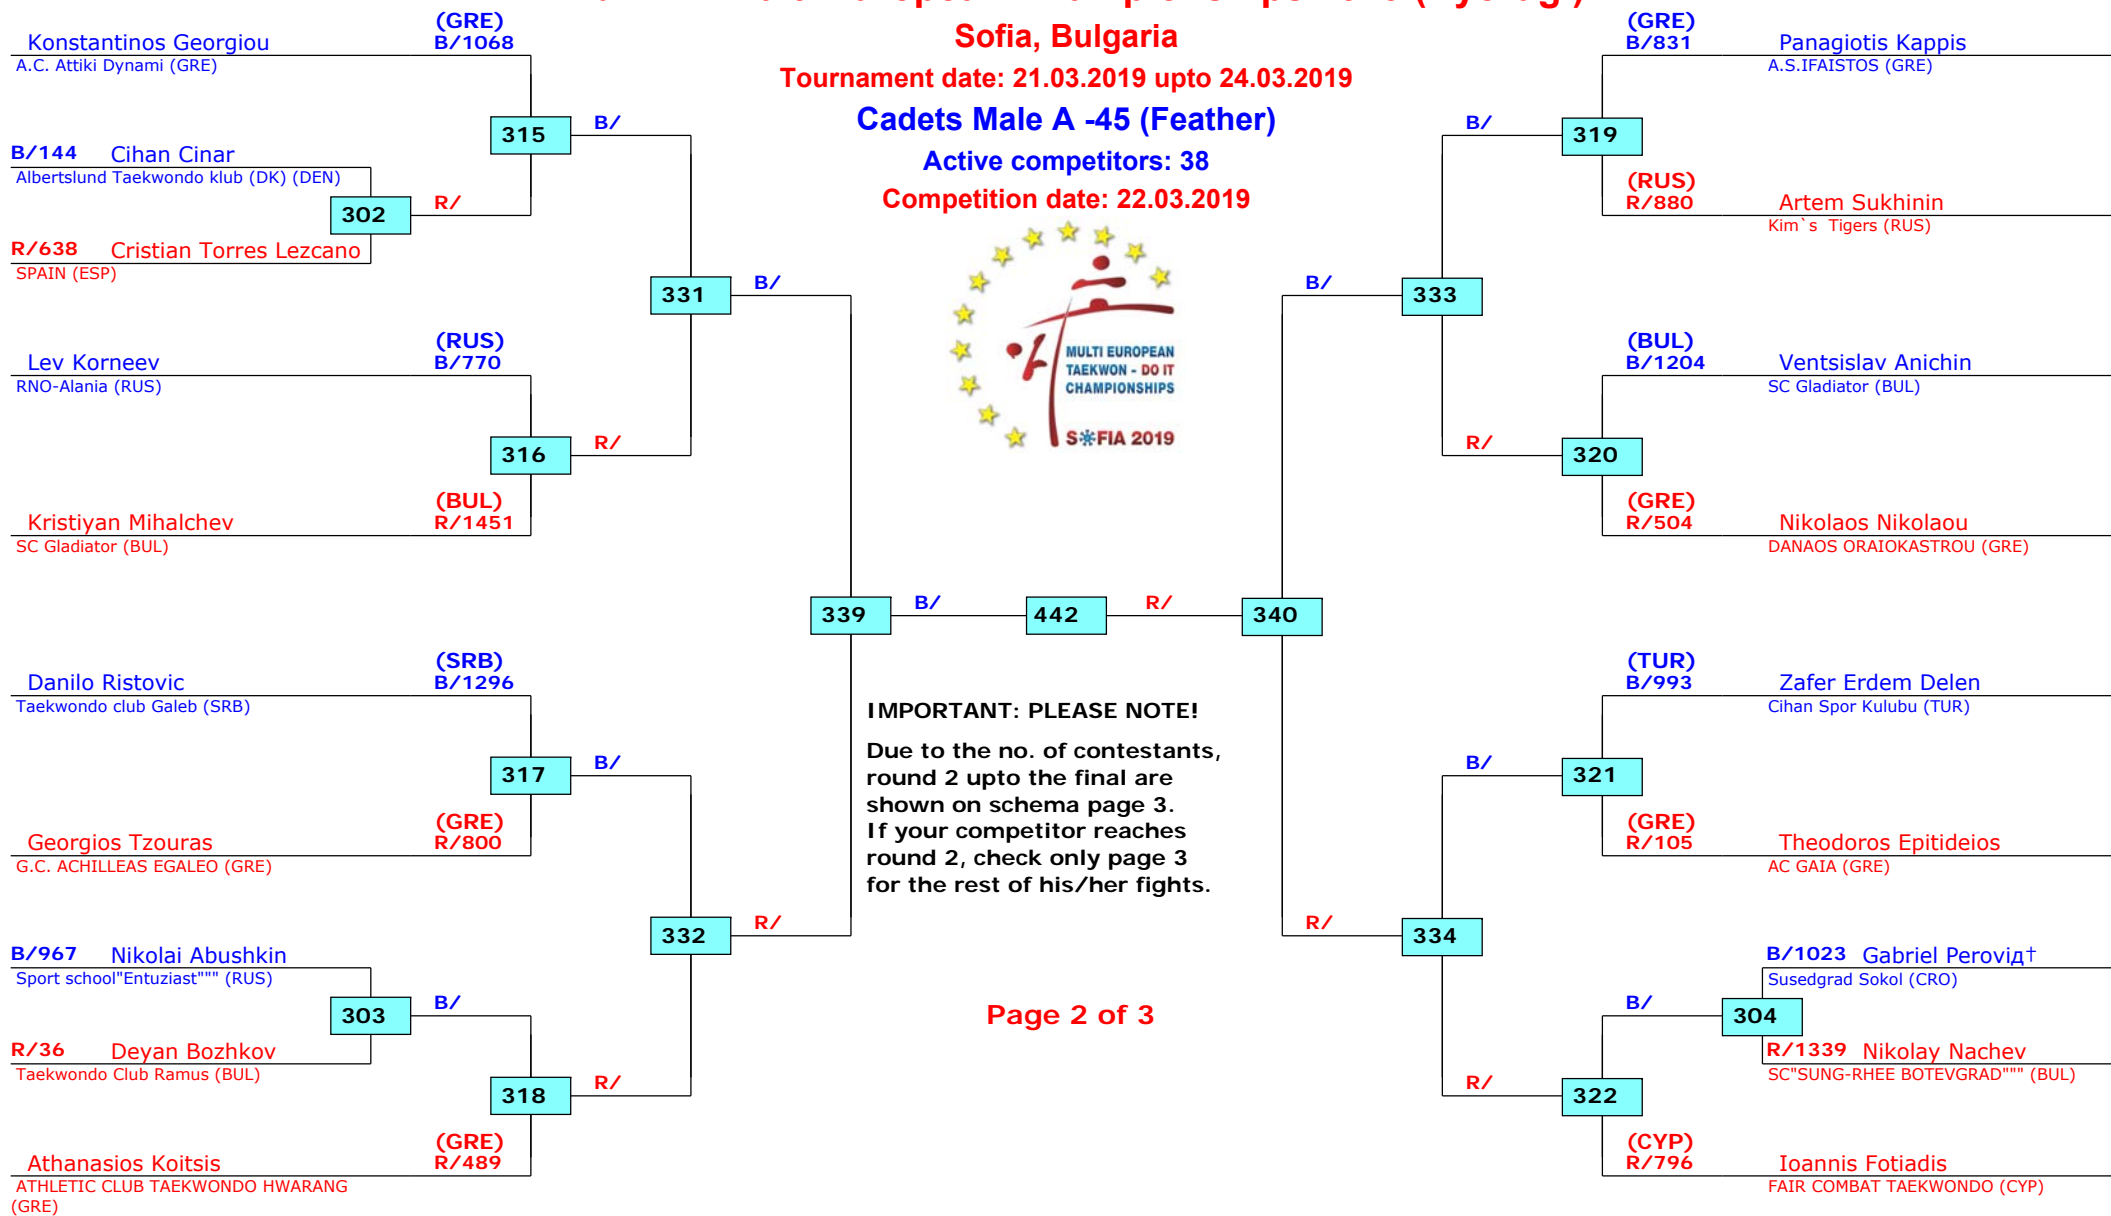 Sofia, Bulgaria
Tournament date: 21.03.2019 upto 24.03.2019
Cadets Male A -45 (Feather)
Active competitors: 38
Competition date: 22.03.2019
MULTI EUROPEAN
TAEKWON - DO IT
CHAMPIONSHIPS
SOFIA 2019
(GRE)
Konstantinos Georgiou B/1068
A.C. Attiki Dynami (GRE)
315 B/
B/144 Cihan Cinar
Albertslund Taekwondo klub (DK) (DEN)
302 R/
R/638 Cristian Torres Lezcano
SPAIN (ESP)
331 B/
(RUS)
Lev Korneev B/770
RNO-Alania (RUS)
316 R/
(BUL)
Kristiyan Mihalchev R/1451
SC Gladiator (BUL)
339 B/ 442 R/ 340
(SRB)
Danilo Ristovic B/1296
Taekwondo club Galeb (SRB)
317 B/
(GRE)
Georgios Tzouras R/800
G.C. ACHILLEAS EGALEO (GRE)
332 R/
B/967 Nikolai Abushkin
Sport school"Entuziast""" (RUS)
303 B/
R/36 Deyan Bozhkov
Taekwondo Club Ramus (BUL)
318 R/
(GRE)
Athanasios Koitsis R/489
ATHLETIC CLUB TAEKWONDO HWARANG
(GRE)
IMPORTANT: PLEASE NOTE!
Due to the no. of contestants,
round 2 upto the final are
shown on schema page 3.
If your competitor reaches
round 2, check only page 3
for the rest of his/her fights.
Page 2 of 3
(GRE)
B/831 Panagiotis Kappis
A.S.IFAISTOS (GRE)
B/ 319
(RUS)
R/880 Artem Sukhinin
Kim`s Tigers (RUS)
B/ 333
(BUL)
B/1204 Ventsislav Anichin
SC Gladiator (BUL)
R/ 320
(GRE)
R/504 Nikolaos Nikolaou
DANAOS ORAIOKASTROU (GRE)
(TUR)
B/993 Zafer Erdem Delen
Cihan Spor Kulubu (TUR)
B/ 321
(GRE)
R/105 Theodoros Epitideios
AC GAIA (GRE)
R/ 334
B/1023 Gabriel Peroviд†
Susedgrad Sokol (CRO)
B/ 304
R/1339 Nikolay Nachev
SC"SUNG-RHEE BOTEVGRAD""" (BUL)
R/ 322
(CYP)
R/796 Ioannis Fotiadis
FAIR COMBAT TAEKWONDO (CYP)